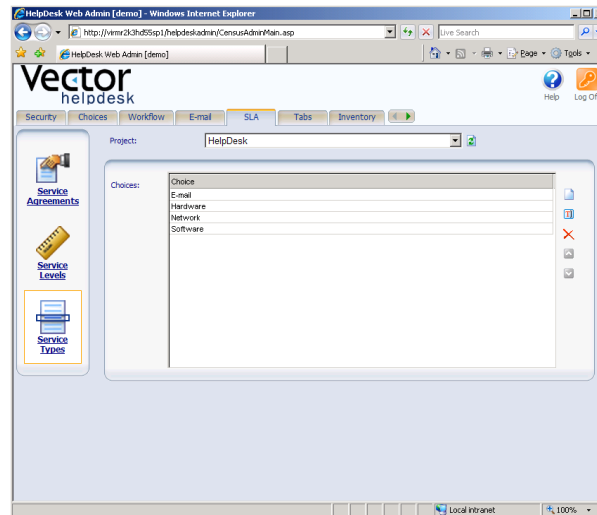 HelpDesk Web Admin [demo] - Windows Internet Explorer
http://virmr2k3hd55sp1/helpdeskadmin/CensusAdminMain.asp
Live Search
HelpDesk Web Admin [demo]
Page
Tools
Vector
helpdesk
Help
Log Of
Security Choices Workflow E-mail SLA Tabs Inventory
Project: HelpDesk
Service
Agreements
Service
Levels
Service
Types
Choices:
Choice
E-mail
Hardware
Network
Software
Local intranet
100%